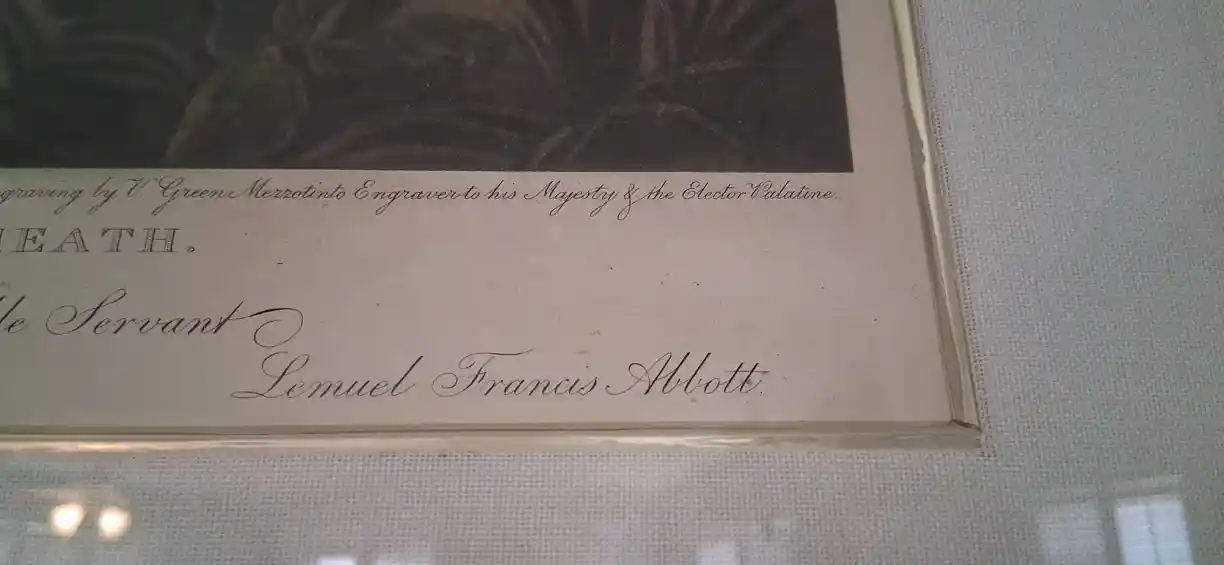 graving by V. Green Mezzotinto Engraver to his Majesty & the Elector Palatine.
HEATH.
le Servant
Lemuel Francis Abbott.